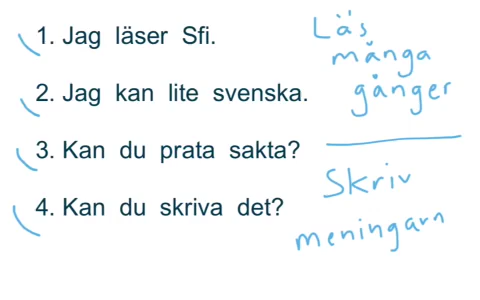 1. Jag läser Sfi.
2. Jag kan lite svenska.
3. Kan du prata sakta?
4. Kan du skriva det?
Läs
många
gånger
Skriv
meningarn